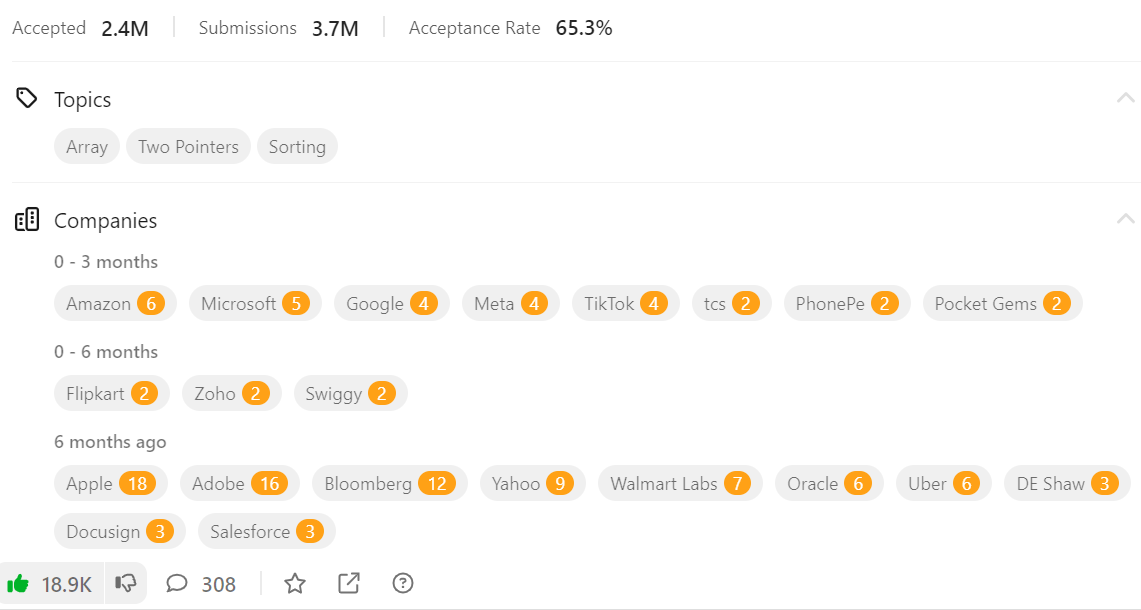 Accepted 2.4M Submissions 3.7M Acceptance Rate 65.3%
Topics
Array Two Pointers Sorting
Companies
0 - 3 months
Amazon 6 Microsoft 5 Google 4 Meta 4 TikTok 4 tcs 2 PhonePe 2 Pocket Gems 2
0 - 6 months
Flipkart 2 Zoho 2 Swiggy 2
6 months ago
Apple 18 Adobe 16 Bloomberg 12 Yahoo 9 Walmart Labs 7 Oracle 6 Uber 6 DE Shaw 3
Docusign 3 Salesforce 3
18.9K 308